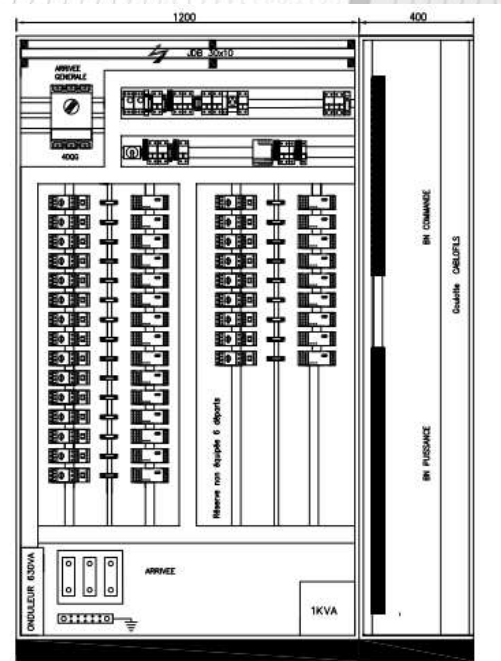 1200
400
JDB 30x10
ARRIVEE
GENERALE
40QG
BN COMMANDE
Goulotte CABLOFILS
Réserve non équipée 6 départs
BN PUISSANCE
ONDULEUR 630VA
ARRIVEE
1KVA